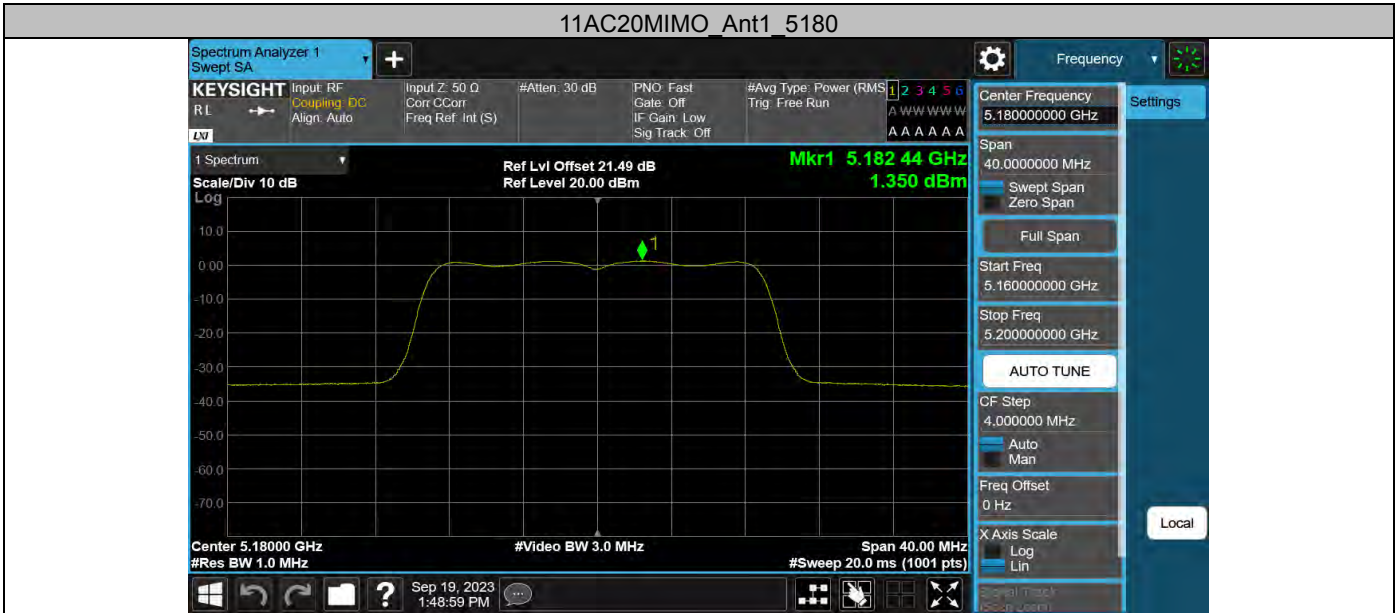 11AC20MIMO_Ant1_5180
Spectrum Analyzer 1
Swept SA
Frequency
KEYSIGHT
RL
LXI
Input: RF
Coupling: DC
Align: Auto
Input Z: 50 Ω
Corr CCorr
Freq Ref: Int (S)
#Atten: 30 dB
PNO: Fast
Gate: Off
IF Gain: Low
Sig Track: Off
#Avg Type: Power (RMS
Trig: Free Run
1 2 3 4 5 6
A W W W W W
A A A A A A
1 Spectrum
Scale/Div 10 dB
Log
Ref Lvl Offset 21.49 dB
Ref Level 20.00 dBm
Mkr1 5.182 44 GHz
1.350 dBm
1
10.0
0.00
-10.0
-20.0
-30.0
-40.0
-50.0
-60.0
-70.0
Center 5.18000 GHz
#Res BW 1.0 MHz
#Video BW 3.0 MHz
Span 40.00 MHz
#Sweep 20.0 ms (1001 pts)
Sep 19, 2023
1:48:59 PM
Center Frequency
5.180000000 GHz
Settings
Span
40.0000000 MHz
Swept Span
Zero Span
Full Span
Start Freq
5.160000000 GHz
Stop Freq
5.200000000 GHz
AUTO TUNE
CF Step
4.000000 MHz
Auto
Man
Freq Offset
0 Hz
X Axis Scale
Log
Lin
Local
Signal Track
(Span Zoom)